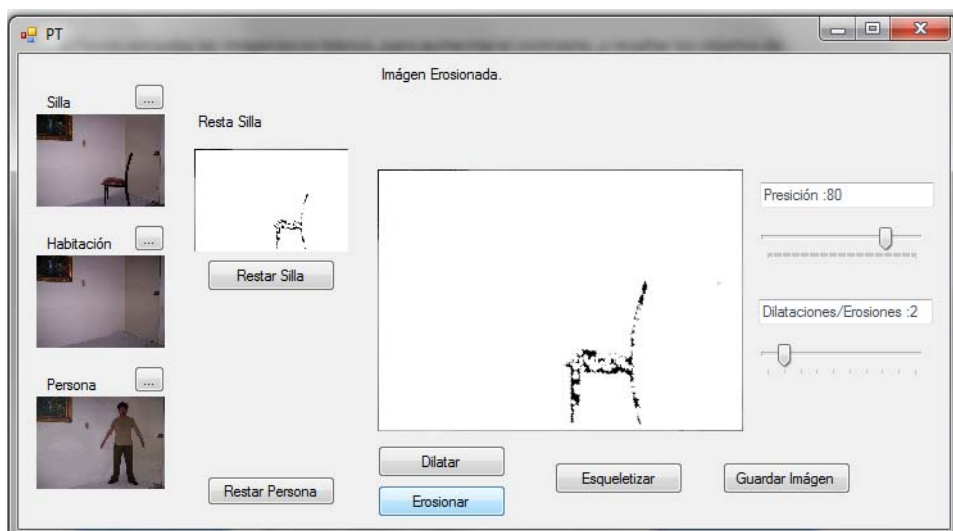 PT
Imágen Erosionada.
Silla
...
Resta Silla
Presición :80
Habitación
...
Restar Silla
Dilataciones/Erosiones :2
Persona
...
Dilatar
Esqueletizar
Guardar Imágen
Restar Persona
Erosionar